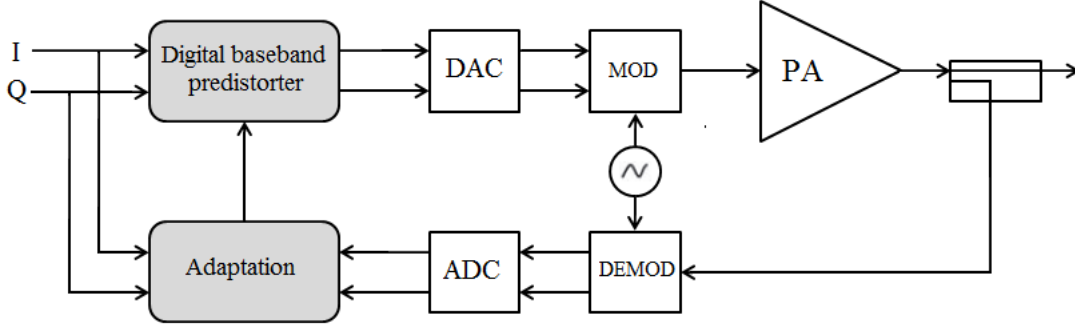 I
Q
Digital baseband
predistorter
DAC
MOD
PA
Adaptation
ADC
DEMOD